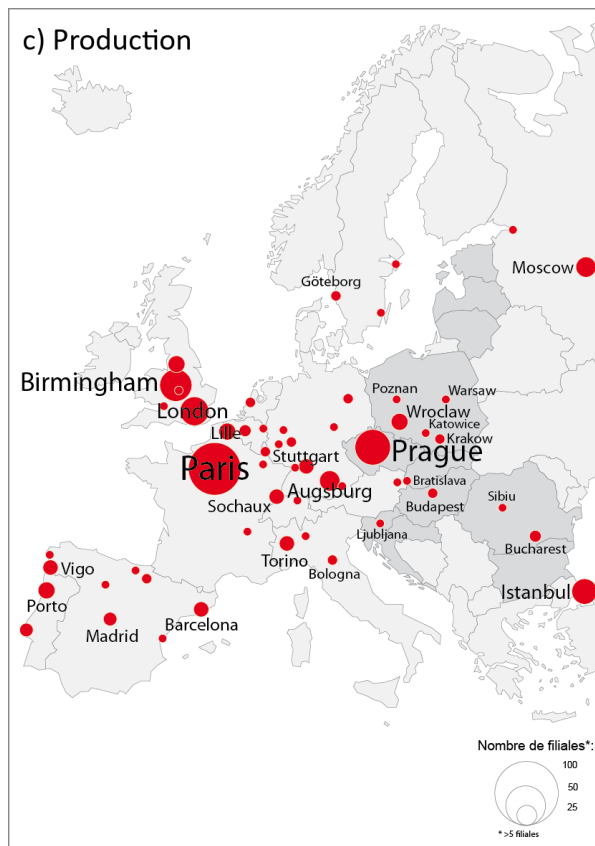 c) Production
Moscow
Göteborg
Birmingham
Poznan
Warsaw
London
Wroclaw
Katowice
Lille
Krakow
Prague
Stuttgart
Paris
Bratislava
Augsburg
Sibiu
Sochaux
Budapest
Ljubljana
Bucharest
Torino
Vigo
Bologna
Istanbul
Porto
Barcelona
Madrid
Nombre de filiales*:
100
50
25
* >5 filiales